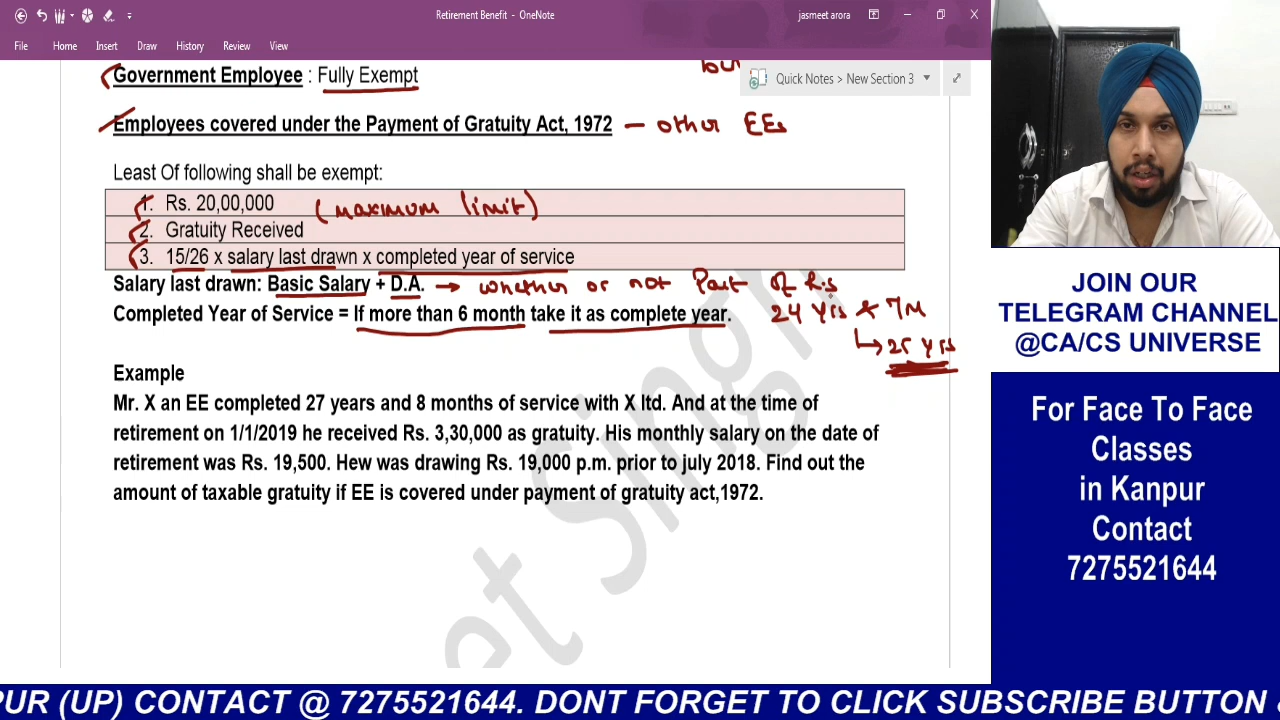 Retirement Benefit - OneNote
jasmeet arora
File Home Insert Draw History Review View
Government Employee : Fully Exempt
Quick Notes > New Section 3
Employees covered under the Payment of Gratuity Act, 1972 — other EEs
Least Of following shall be exempt:
1. Rs. 20,00,000 (maximum limit)
2. Gratuity Received
3. 15/26 x salary last drawn x completed year of service
Salary last drawn: Basic Salary + D.A. → whether or not Part of his
Completed Year of Service = If more than 6 month take it as complete year. 24 Yrs & 7M
↳ 25 Yrs
Example
Mr. X an EE completed 27 years and 8 months of service with X ltd. And at the time of
retirement on 1/1/2019 he received Rs. 3,30,000 as gratuity. His monthly salary on the date of
retirement was Rs. 19,500. Hew was drawing Rs. 19,000 p.m. prior to july 2018. Find out the
amount of taxable gratuity if EE is covered under payment of gratuity act,1972.
et Singh
JOIN OUR
TELEGRAM CHANNEL
@CA/CS UNIVERSE
For Face To Face
Classes
in Kanpur
Contact
7275521644
PUR (UP) CONTACT @ 7275521644. DONT FORGET TO CLICK SUBSCRIBE BUTTON